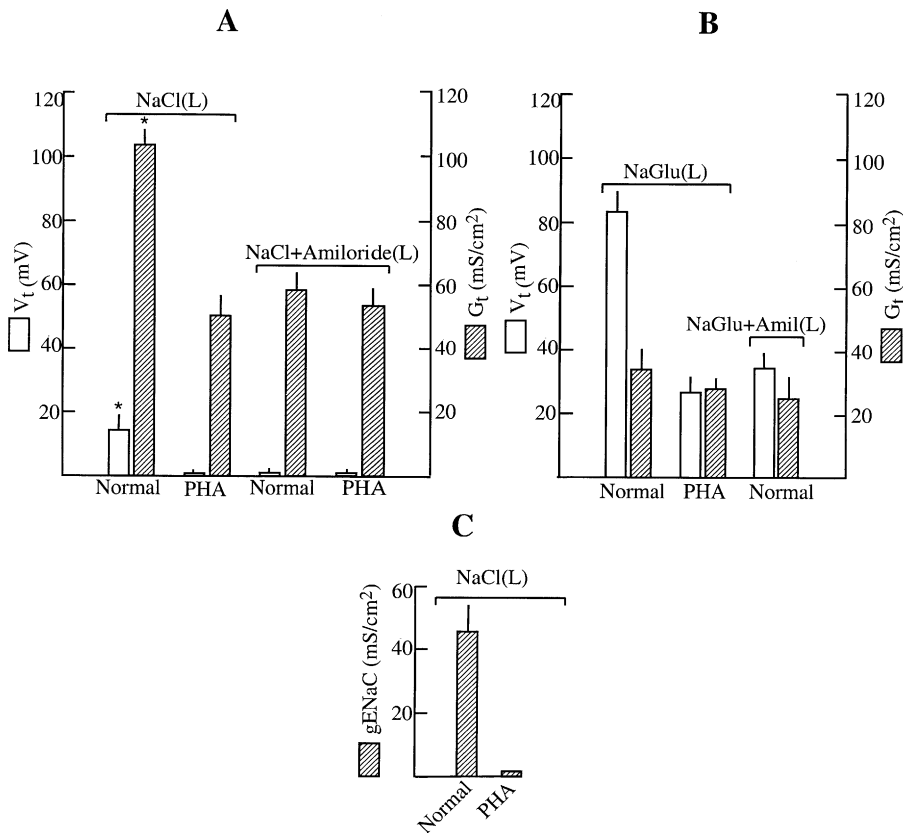 A
NaCl(L)
120
100
80
60
40
20
Vt (mV)
*
*
NaCl+Amiloride(L)
Normal
PHA
Normal
PHA
120
100
80
60
40
20
Gt (mS/cm2)
B
NaGlu(L)
120
100
80
60
40
20
Vt (mV)
NaGlu+Amil(L)
Normal
PHA
Normal
120
100
80
60
40
20
Gt (mS/cm2)
C
NaCl(L)
60
40
20
gENaC (mS/cm2)
Normal
PHA